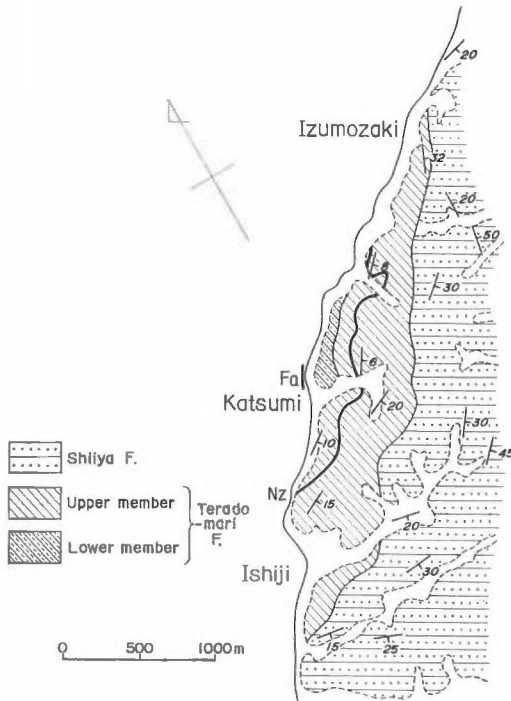 20
Izumozaki
32
20
50
8
30
6
Fa
Katsumi
20
30
10
45
Shiiya F.
Nz
15
Upper member
Terado
-mari
F.
20
Lower member
Ishiji
30
15
25
0 500 1000m